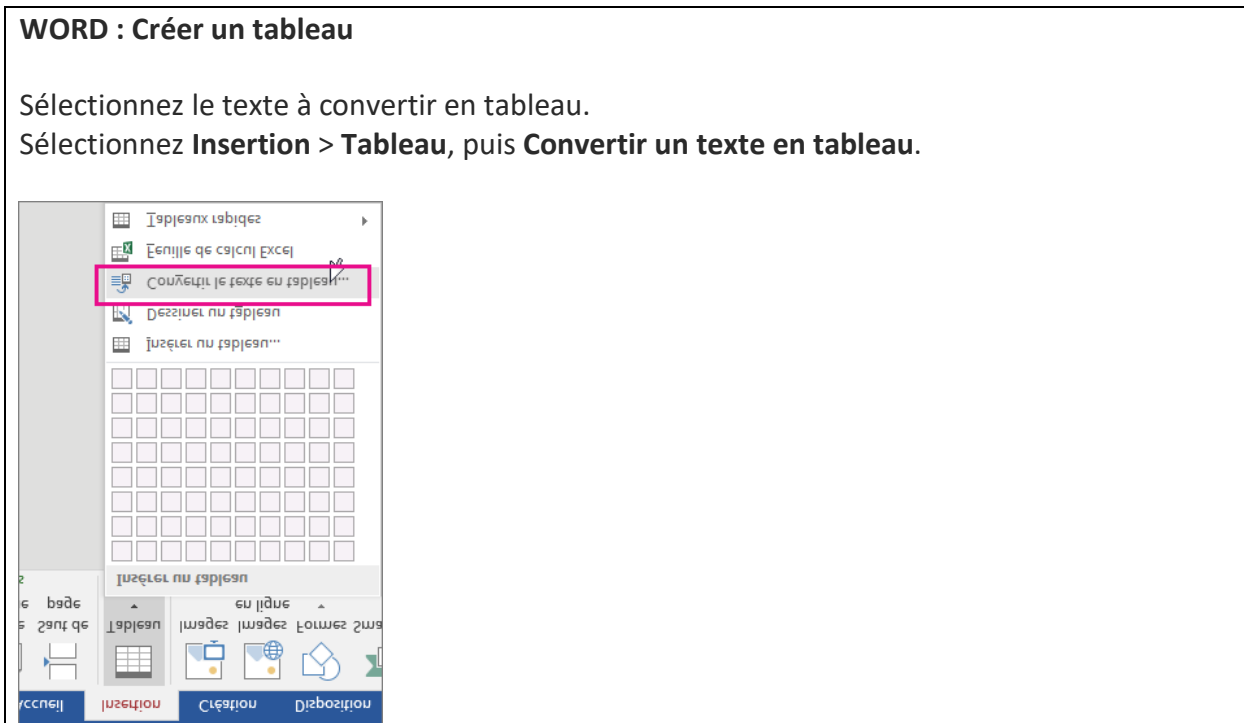 WORD : Créer un tableau
Sélectionnez le texte à convertir en tableau.
Sélectionnez Insertion > Tableau, puis Convertir un texte en tableau.
Tableaux rapides
Feuille de calcul Excel
Convertir le texte en tableau...
Dessiner un tableau
Insérer un tableau...
Insérer un tableau
page en ligne
Saut de Tableau Images Images Formes
Insertion Création Disposition